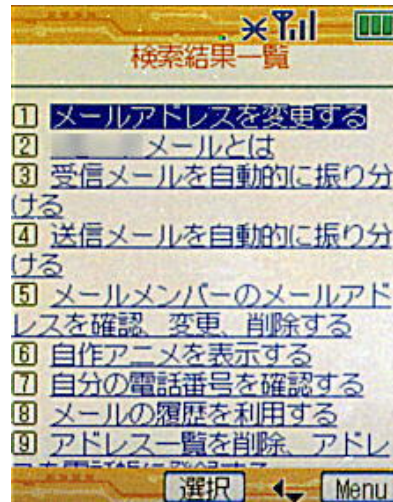 検索結果一覧
1 メールアドレスを変更する
2 メールとは
3 受信メールを自動的に振り分
ける
4 送信メールを自動的に振り分
ける
5 メールメンバーのメールアド
レスを確認、変更、削除する
6 自作アニメを表示する
7 自分の電話番号を確認する
8 メールの履歴を利用する
9 アドレス一覧を削除、アドレ
選択 Menu